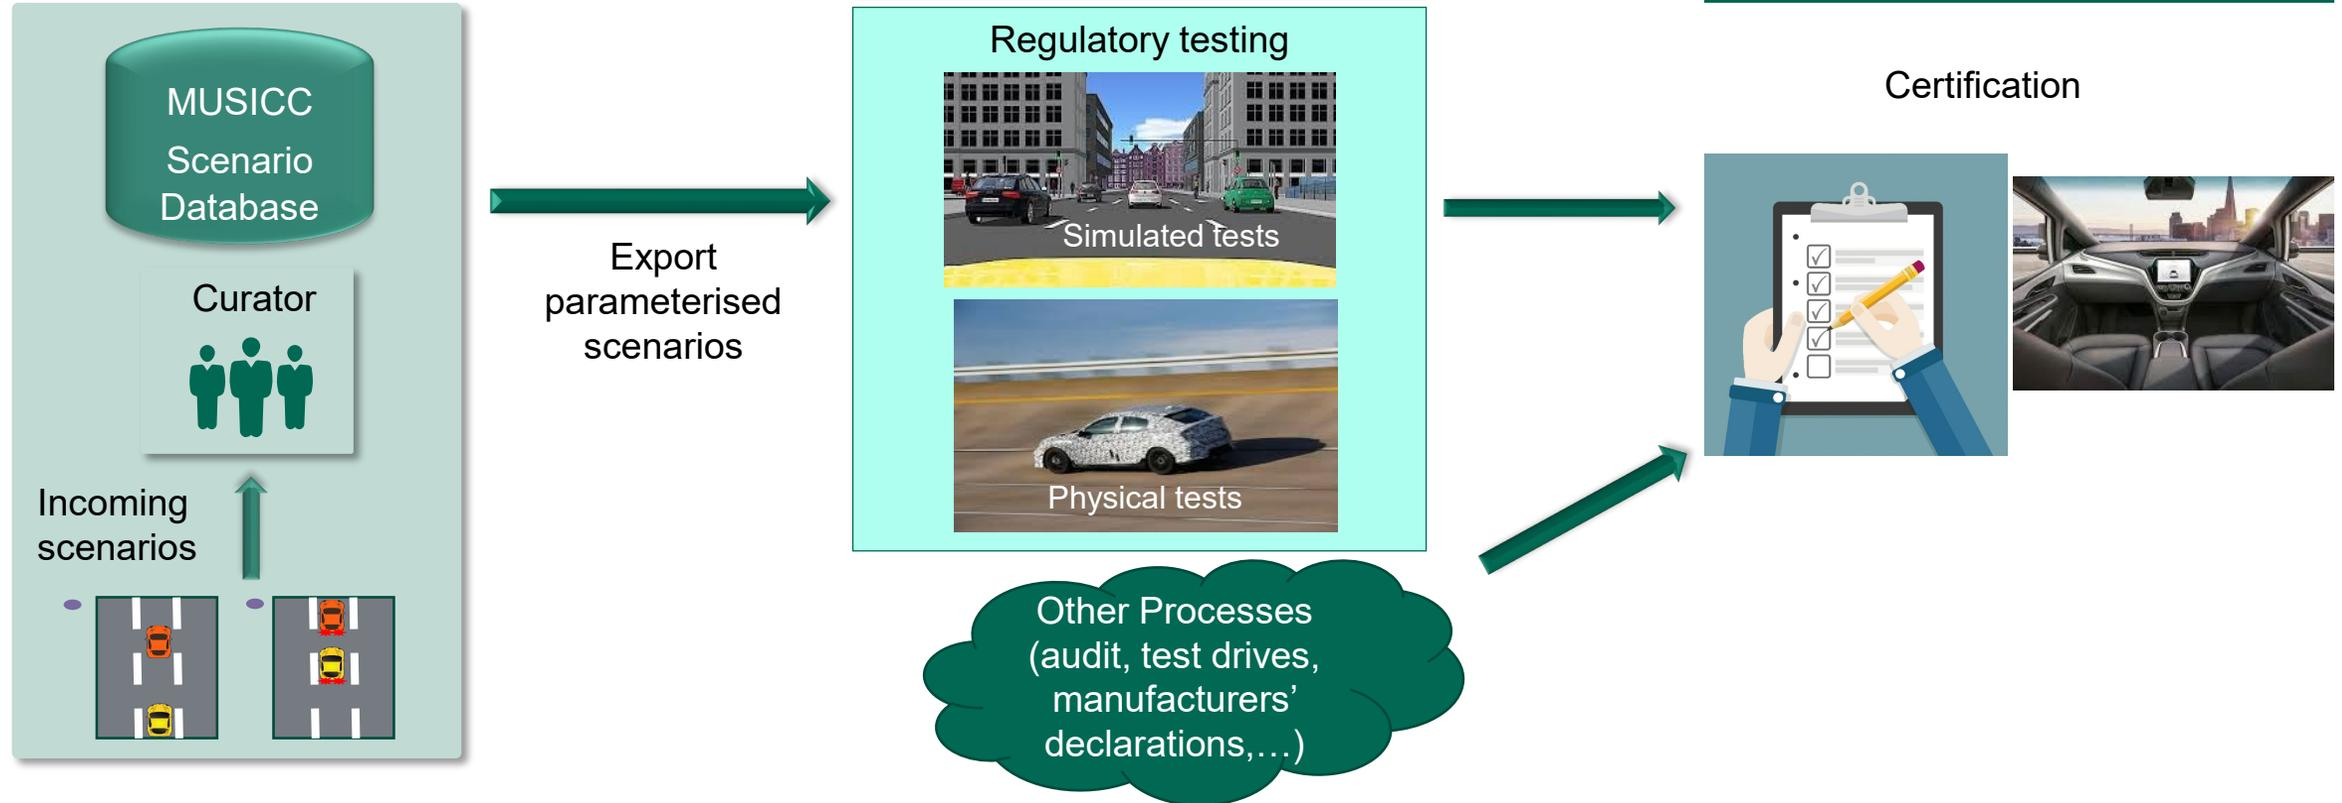 MUSICC
Scenario
Database
Curator
Incoming
scenarios
Export
parameterised
scenarios
Regulatory testing
Simulated tests
Physical tests
Other Processes
(audit, test drives,
manufacturers’
declarations,…)
Certification